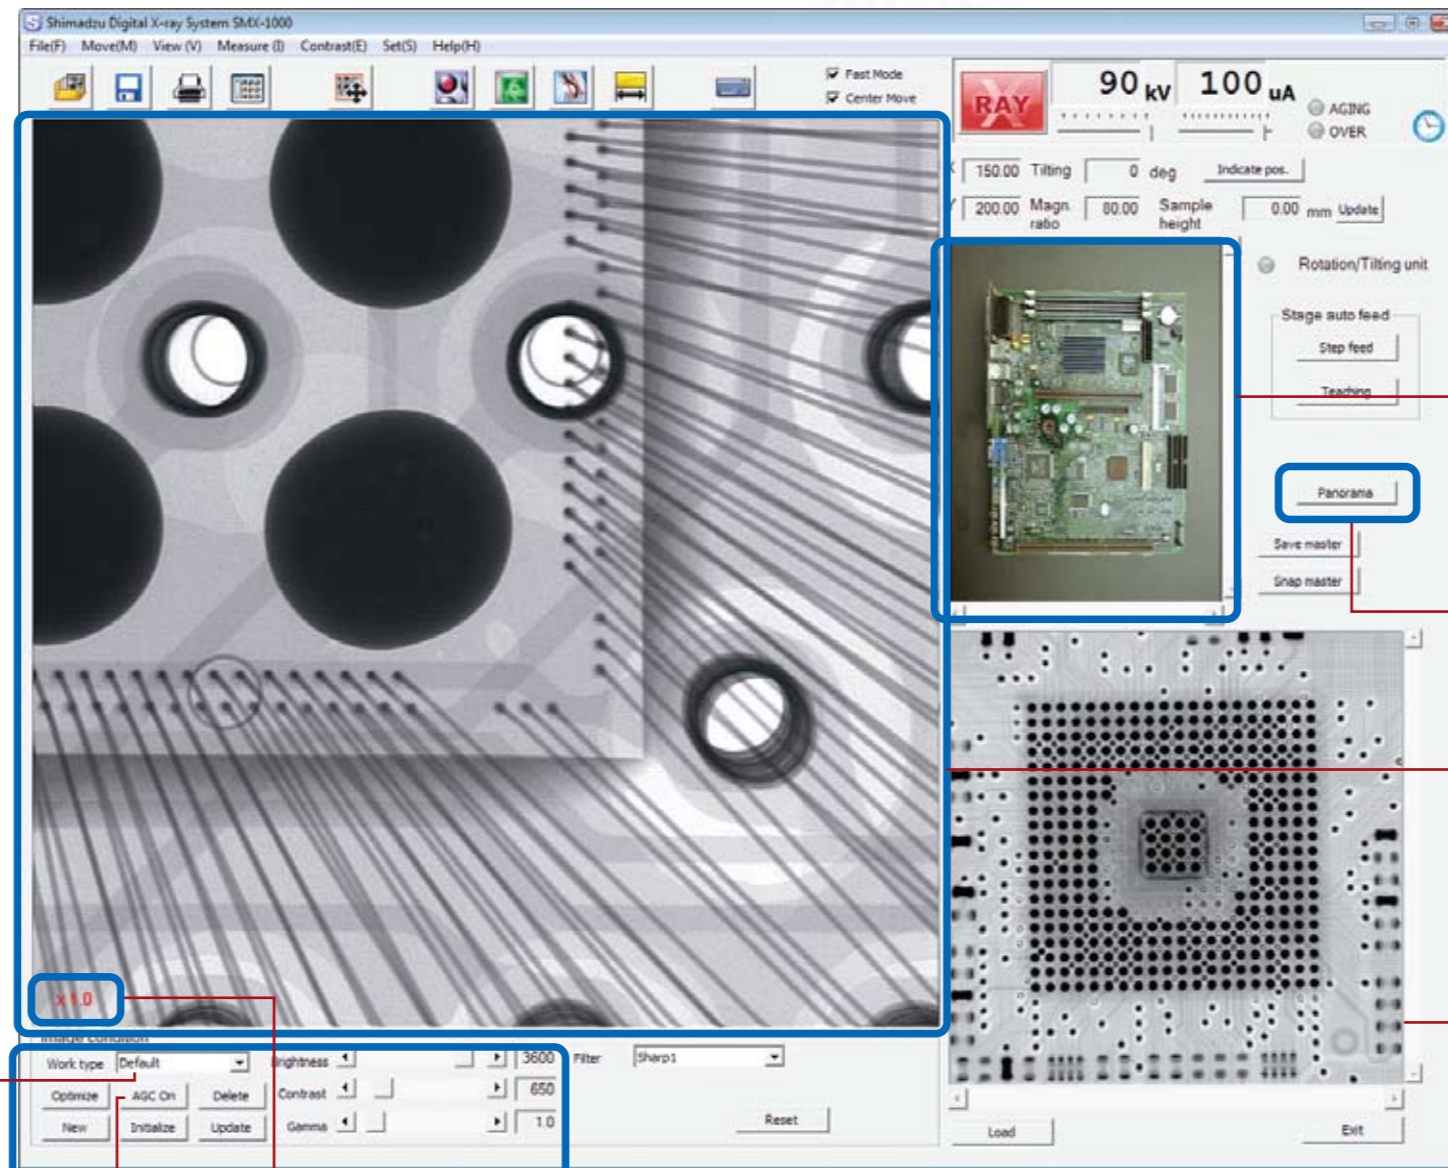 Shimadzu Digital X-ray System SMX-1000
File(F) Move(M) View (V) Measure (I) Contrast(E) Set(S) Help(H)
Fast Mode
Center Move
X RAY
90 kV 100 uA
AGING
OVER
X 150.00 Tilting 0 deg Indicate pos.
Y 200.00 Magn. ratio 80.00 Sample height 0.00 mm Update
Rotation/Tilting unit
Stage auto feed
Step feed
Teaching
Panorama
Save master
Snap master
x 1.0
Image condition
Work type Default Brightness 3600 Filter Sharp1
Optimize AGC On Delete Contrast 650
New Initialize Update Gamma 1.0 Reset
Load Exit